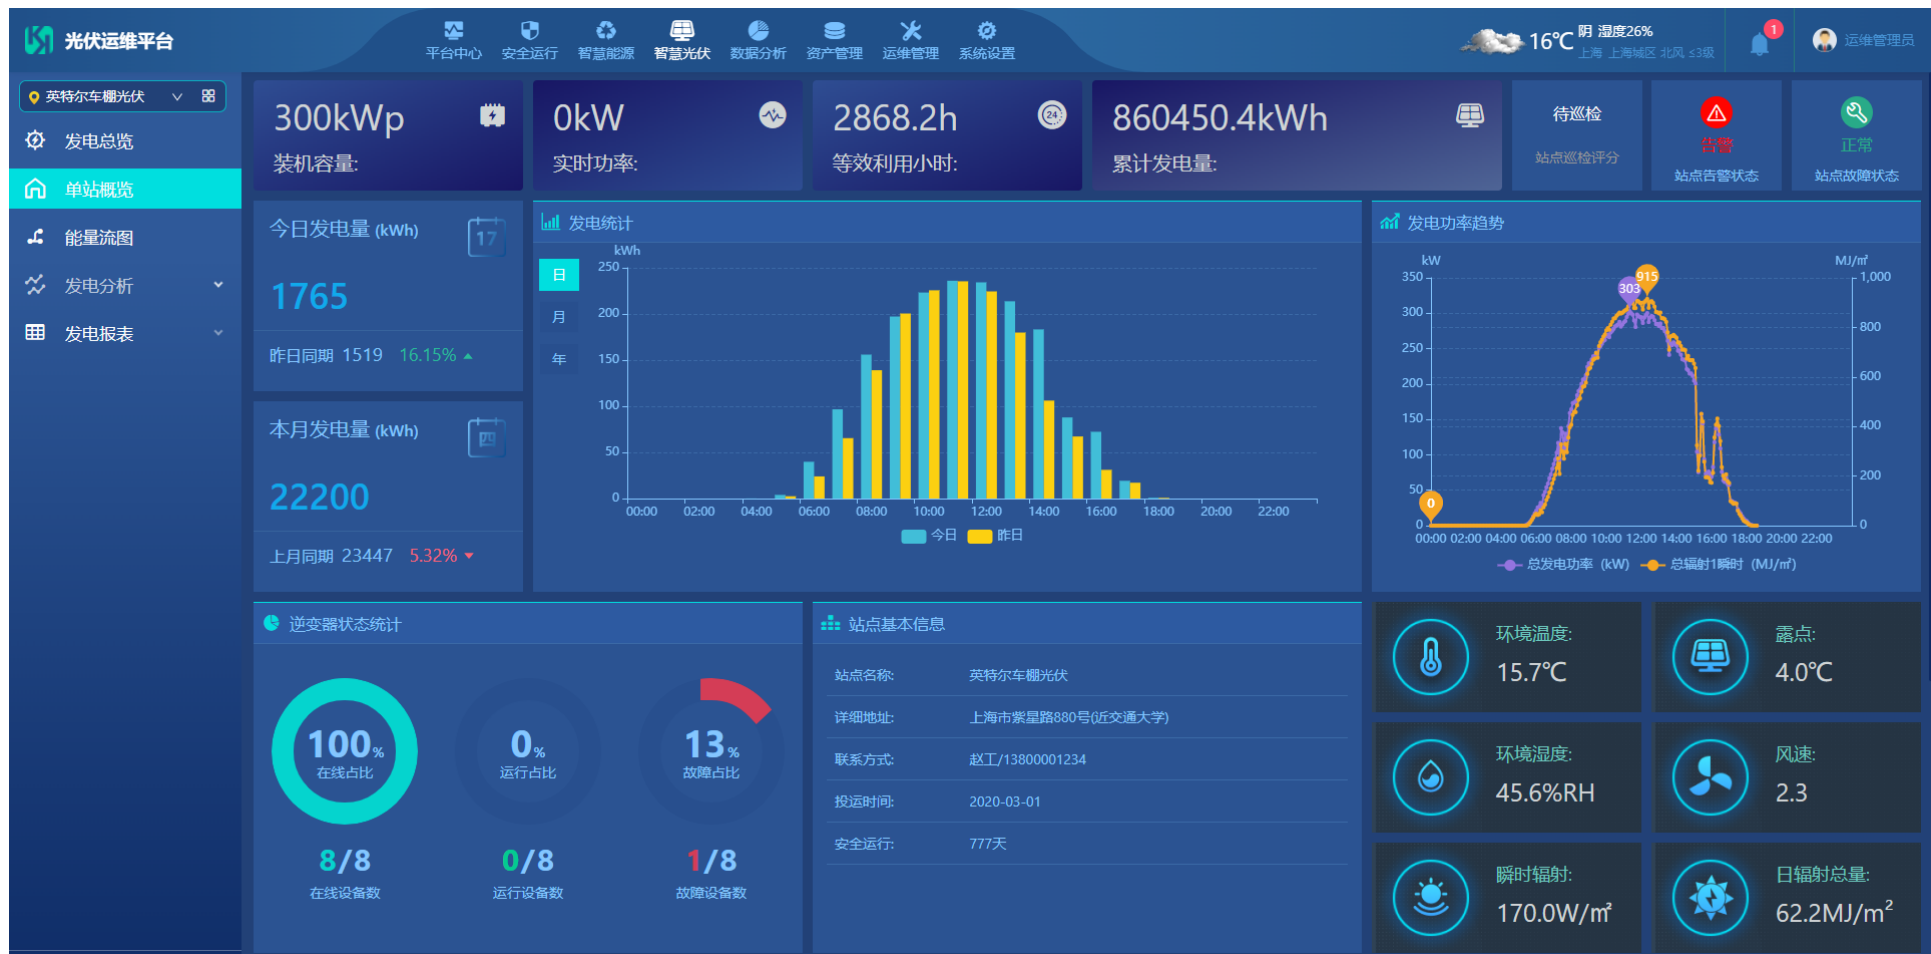 光伏运维平台
平台中心 安全运行 智慧能源 智慧光伏 数据分析 资产管理 运维管理 系统设置
16℃ 阴 湿度26%
上海 上海城区 北风 ≤3级
1
运维管理员
英特尔车棚光伏
发电总览
单站概览
能量流图
发电分析
发电报表
300kWp
装机容量:
0kW
实时功率:
2868.2h
24
等效利用小时:
860450.4kWh
累计发电量:
待巡检
站点巡检评分
告警
站点告警状态
正常
站点故障状态
今日发电量 (kWh)
17
1765
昨日同期 1519 16.15%
本月发电量 (kWh)
四
22200
上月同期 23447 5.32%
发电统计
日
月
年
kWh
250
200
150
100
50
0
00:00 02:00 04:00 06:00 08:00 10:00 12:00 14:00 16:00 18:00 20:00 22:00
今日 昨日
发电功率趋势
kW MJ/㎡
350 1,000
300 800
250
200 600
150 400
100
50 200
0 0
303
915
0
00:00 02:00 04:00 06:00 08:00 10:00 12:00 14:00 16:00 18:00 20:00 22:00
总发电功率 (kW) 总辐射1瞬时 (MJ/㎡)
逆变器状态统计
100%
在线占比
8/8
在线设备数
0%
运行占比
0/8
运行设备数
13%
故障占比
1/8
故障设备数
站点基本信息
站点名称: 英特尔车棚光伏
详细地址: 上海市紫星路880号(近交通大学)
联系方式: 赵工/13800001234
投运时间: 2020-03-01
安全运行: 777天
环境温度:
15.7℃
露点:
4.0℃
环境湿度:
45.6%RH
风速:
2.3
瞬时辐射:
170.0W/㎡
日辐射总量:
62.2MJ/m²